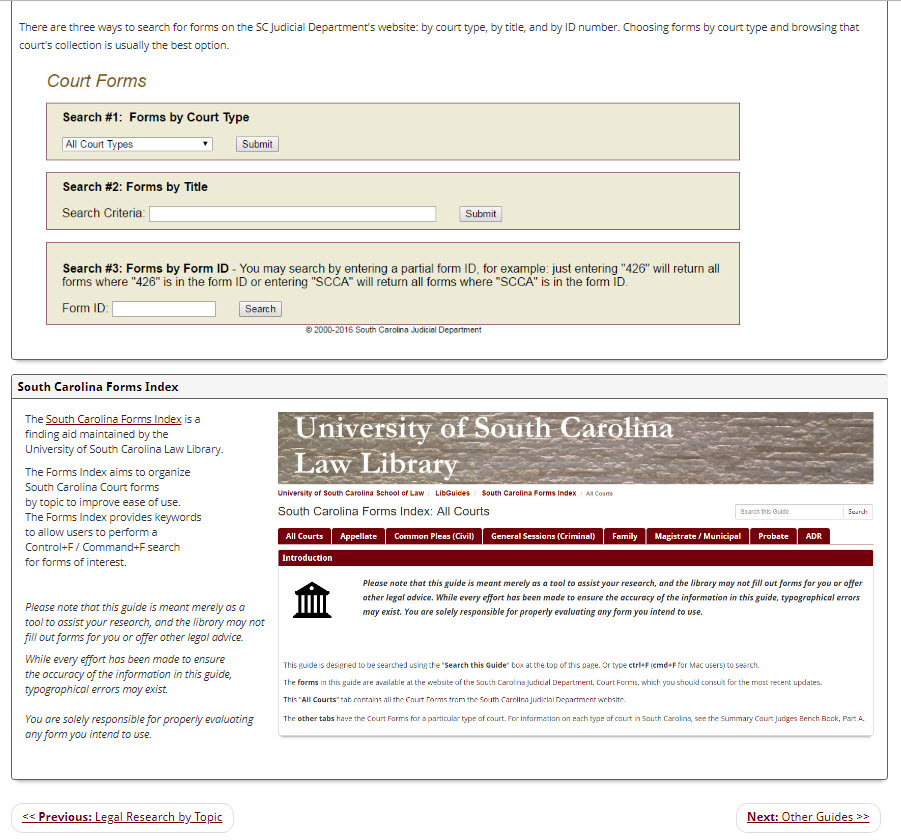 There are three ways to search for forms on the SC Judicial Department's website: by court type, by title, and by ID number. Choosing forms by court type and browsing that
court's collection is usually the best option.
Court Forms
Search #1:  Forms by Court Type
All Court Types
Submit
Search #2: Forms by Title
Search Criteria:
Submit
Search #3: Forms by Form ID - You may search by entering a partial form ID, for example: just entering "426" will return all
forms where "426" is in the form ID or entering "SCCA" will return all forms where "SCCA" is in the form ID.
Form ID:
Search
© 2000-2016 South Carolina Judicial Department
South Carolina Forms Index
The South Carolina Forms Index is a
finding aid maintained by the
University of South Carolina Law Library.
The Forms Index aims to organize
South Carolina Court forms
by topic to improve ease of use.
The Forms Index provides keywords
to allow users to perform a
Control+F / Command+F search
for forms of interest.
Please note that this guide is meant merely as a
tool to assist your research, and the library may not
fill out forms for you or offer other legal advice.
While every effort has been made to ensure
the accuracy of the information in this guide,
typographical errors may exist.
You are solely responsible for properly evaluating
any form you intend to use.
University of South Carolina
Law Library
University of South Carolina School of Law / LibGuides / South Carolina Forms Index / All Courts
South Carolina Forms Index: All Courts
Search this Guide
Search
All Courts
Appellate
Common Pleas (Civil)
General Sessions (Criminal)
Family
Magistrate / Municipal
Probate
ADR
Introduction
Please note that this guide is meant merely as a tool to assist your research, and the library may not fill out forms for you or offer
other legal advice. While every effort has been made to ensure the accuracy of the information in this guide, typographical errors
may exist. You are solely responsible for properly evaluating any form you intend to use.
This guide is designed to be searched using the "Search this Guide" box at the top of this page. Or type ctrl+F (cmd+F for Mac users) to search.
The forms in this guide are available at the website of the South Carolina Judicial Department, Court Forms, which you should consult for the most recent updates.
This "All Courts" tab contains all the Court Forms from the South Carolina Judicial Department website.
The other tabs have the Court Forms for a particular type of court. For information on each type of court in South Carolina, see the Summary Court Judges Bench Book, Part A.
<< Previous: Legal Research by Topic
Next: Other Guides >>